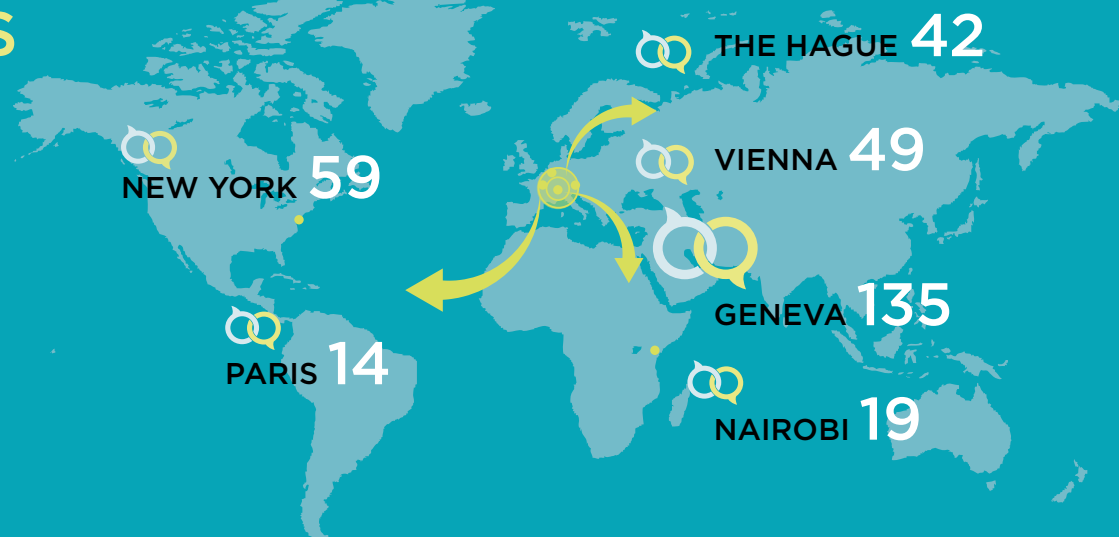 S
THE HAGUE 42
VIENNA 49
NEW YORK 59
GENEVA 135
PARIS 14
NAIROBI 19